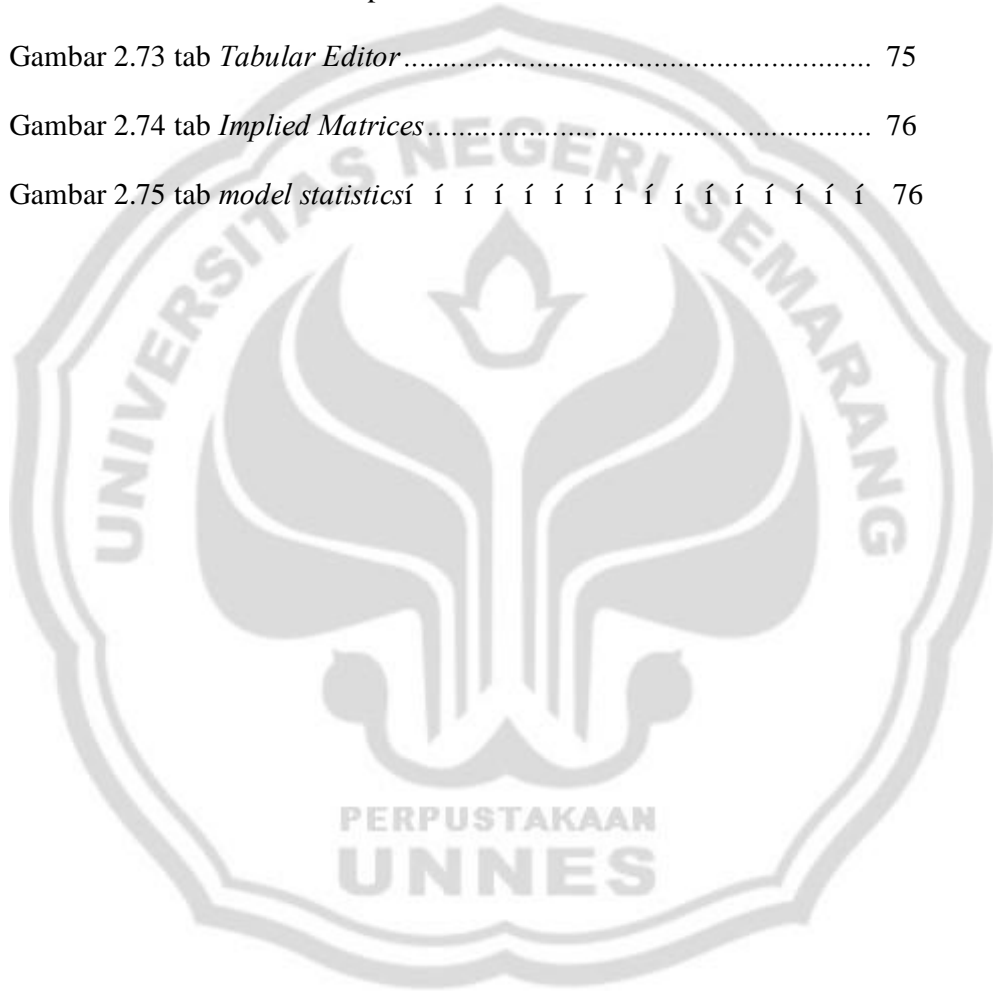 Gambar 2.73 tab Tabular Editor............................................................ 75
Gambar 2.74 tab Implied Matrices......................................................... 76
Gambar 2.75 tab model statisticsí í í í í í í í í í í í í í í í 76
UNIVERSITAS NEGERI SEMARANG
PERPUSTAKAAN
UNNES